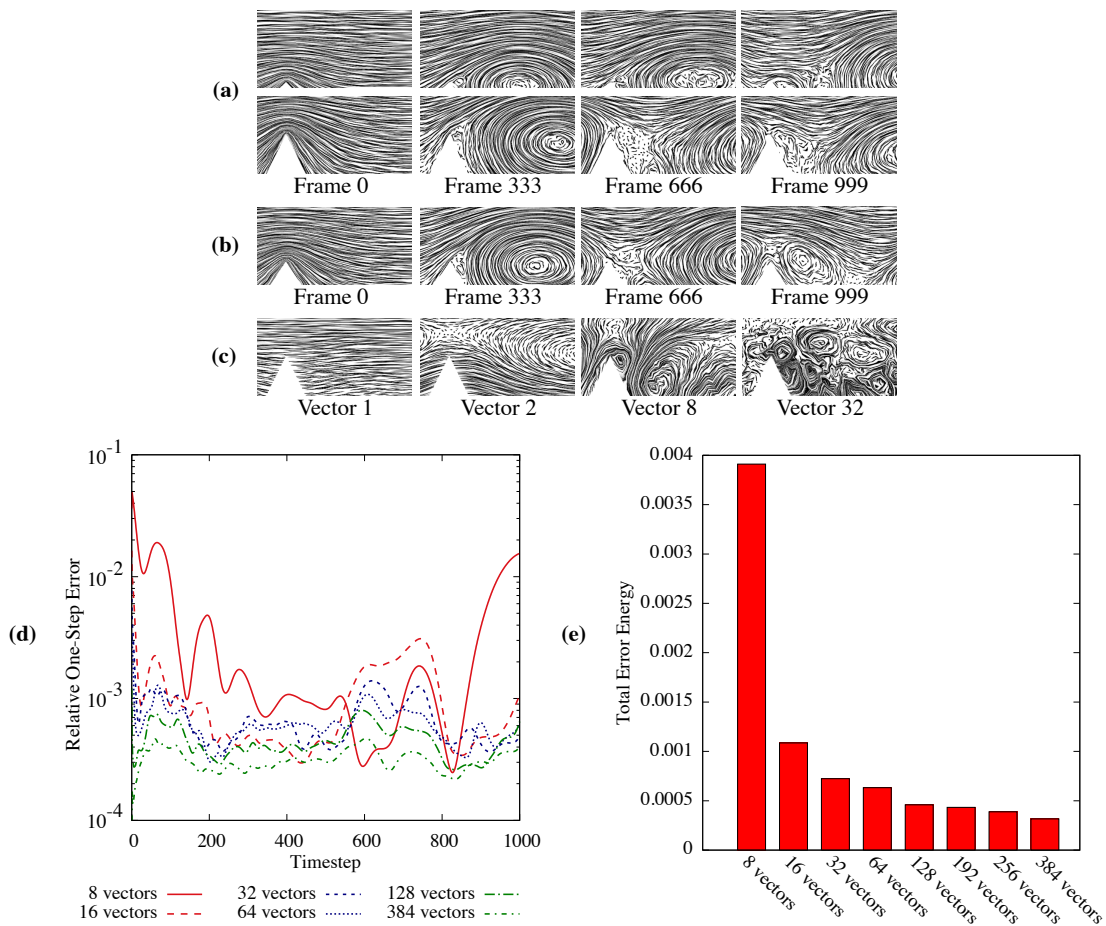 (a)
Frame 0 Frame 333 Frame 666 Frame 999
(b)
Frame 0 Frame 333 Frame 666 Frame 999
(c)
Vector 1 Vector 2 Vector 8 Vector 32
(d)
Relative One-Step Error
10^-1
10^-2
10^-3
10^-4
0 200 400 600 800 1000
Timestep
8 vectors 32 vectors 128 vectors
16 vectors 64 vectors 384 vectors
(e)
Total Error Energy
0.004
0.0035
0.003
0.0025
0.002
0.0015
0.001
0.0005
0
8 vectors
16 vectors
32 vectors
64 vectors
128 vectors
192 vectors
256 vectors
384 vectors